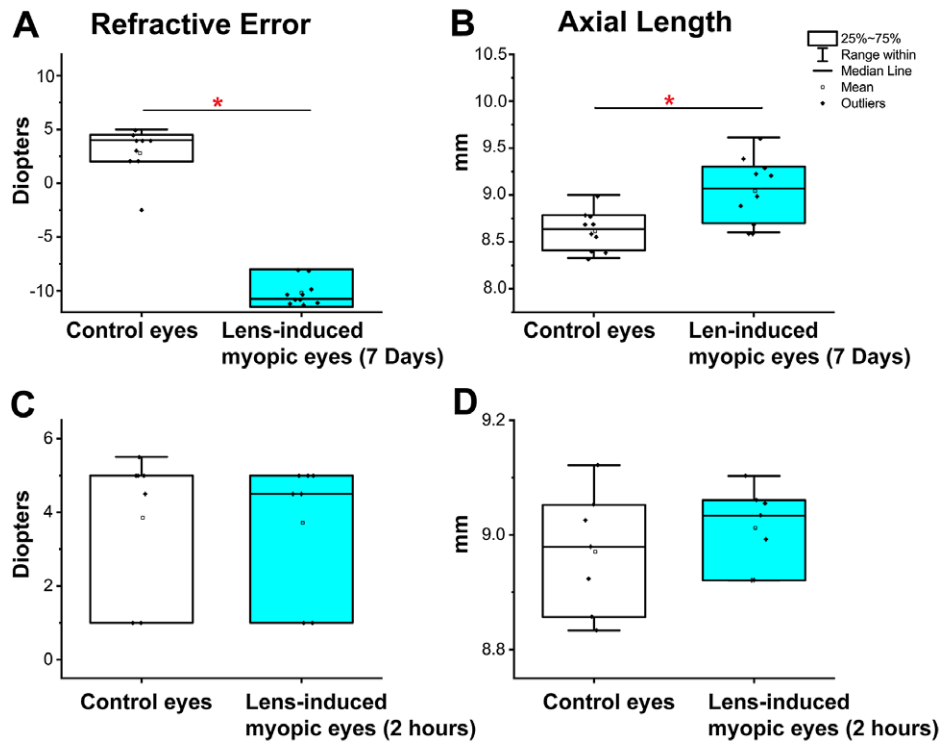 A Refractive Error
10
5
0
-5
-10
Diopters
*
Control eyes
Lens-induced
myopic eyes (7 Days)
B Axial Length
10.5
10.0
9.5
9.0
8.5
8.0
mm
*
25%~75%
Range within
Median Line
Mean
Outliers
Control eyes
Len-induced
myopic eyes (7 Days)
C
6
4
2
0
Diopters
Control eyes
Lens-induced
myopic eyes (2 hours)
D
9.2
9.0
8.8
mm
Control eyes
Lens-induced
myopic eyes (2 hours)